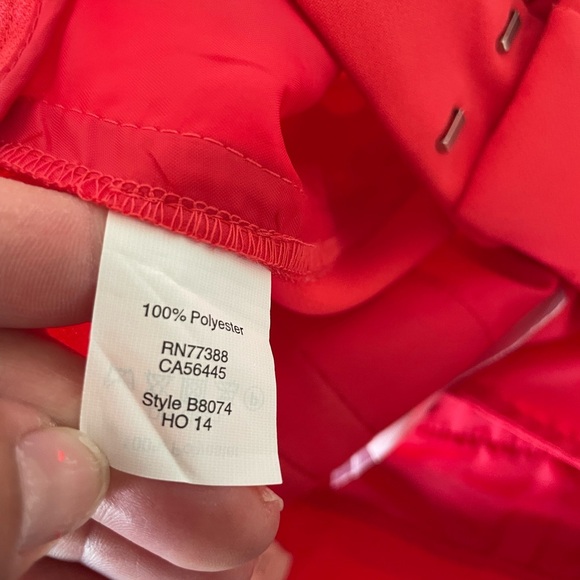 100% Polyester
RN77388
CA56445
Style B8074
HO 14